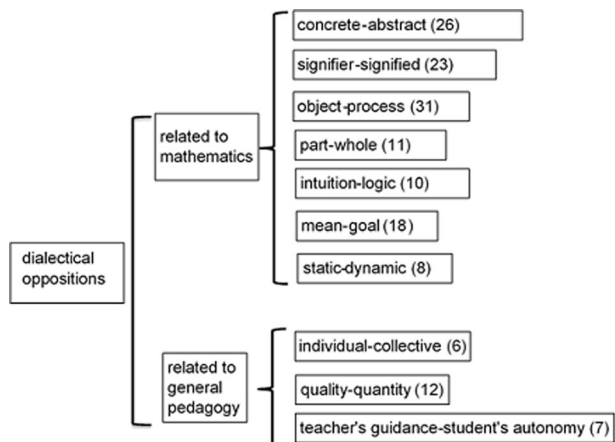 dialectical
oppositions
related to
mathematics
concrete-abstract (26)
signifier-signified (23)
object-process (31)
part-whole (11)
intuition-logic (10)
mean-goal (18)
static-dynamic (8)
related to
general
pedagogy
individual-collective (6)
quality-quantity (12)
teacher's guidance-student's autonomy (7)